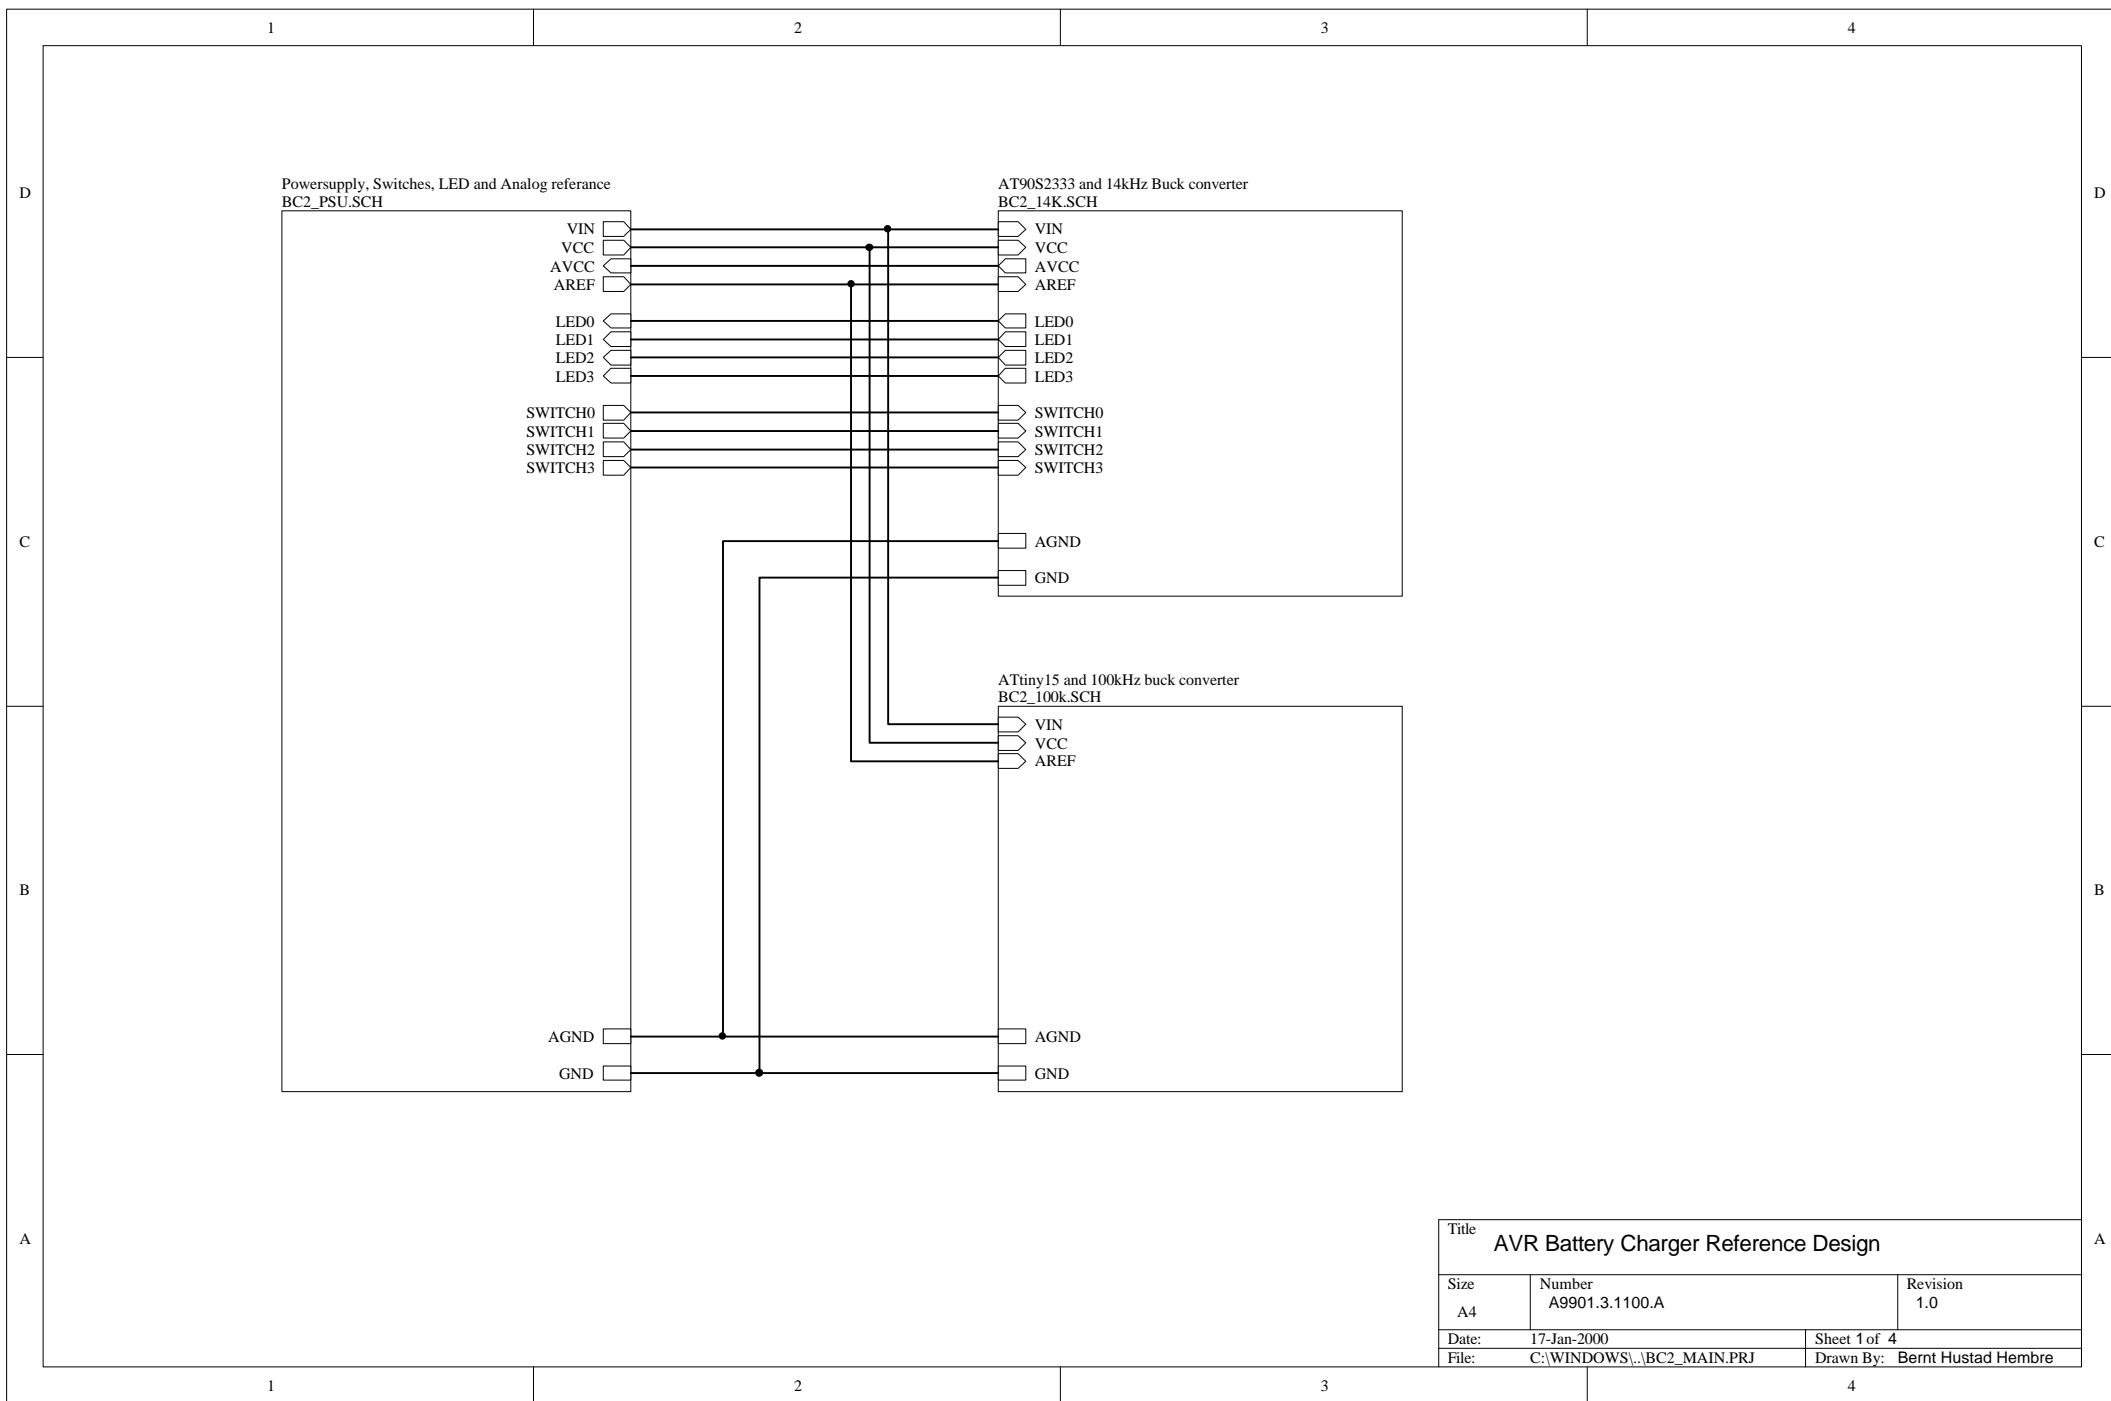 1 2 3 4
D D
Powersupply, Switches, LED and Analog referance
BC2_PSU.SCH
VIN
VCC
AVCC
AREF
LED0
LED1
LED2
LED3
SWITCH0
SWITCH1
SWITCH2
SWITCH3
AGND
GND
AT90S2333 and 14kHz Buck converter
BC2_14K.SCH
VIN
VCC
AVCC
AREF
LED0
LED1
LED2
LED3
SWITCH0
SWITCH1
SWITCH2
SWITCH3
AGND
GND
C C
ATtiny15 and 100kHz buck converter
BC2_100k.SCH
VIN
VCC
AREF
AGND
GND
B B
A A
Title
AVR Battery Charger Reference Design
Size
A4
Number
A9901.3.1100.A
Revision
1.0
Date: 17-Jan-2000 Sheet 1 of 4
File: C:\WINDOWS\..\BC2_MAIN.PRJ Drawn By: Bernt Hustad Hembre
1 2 3 4